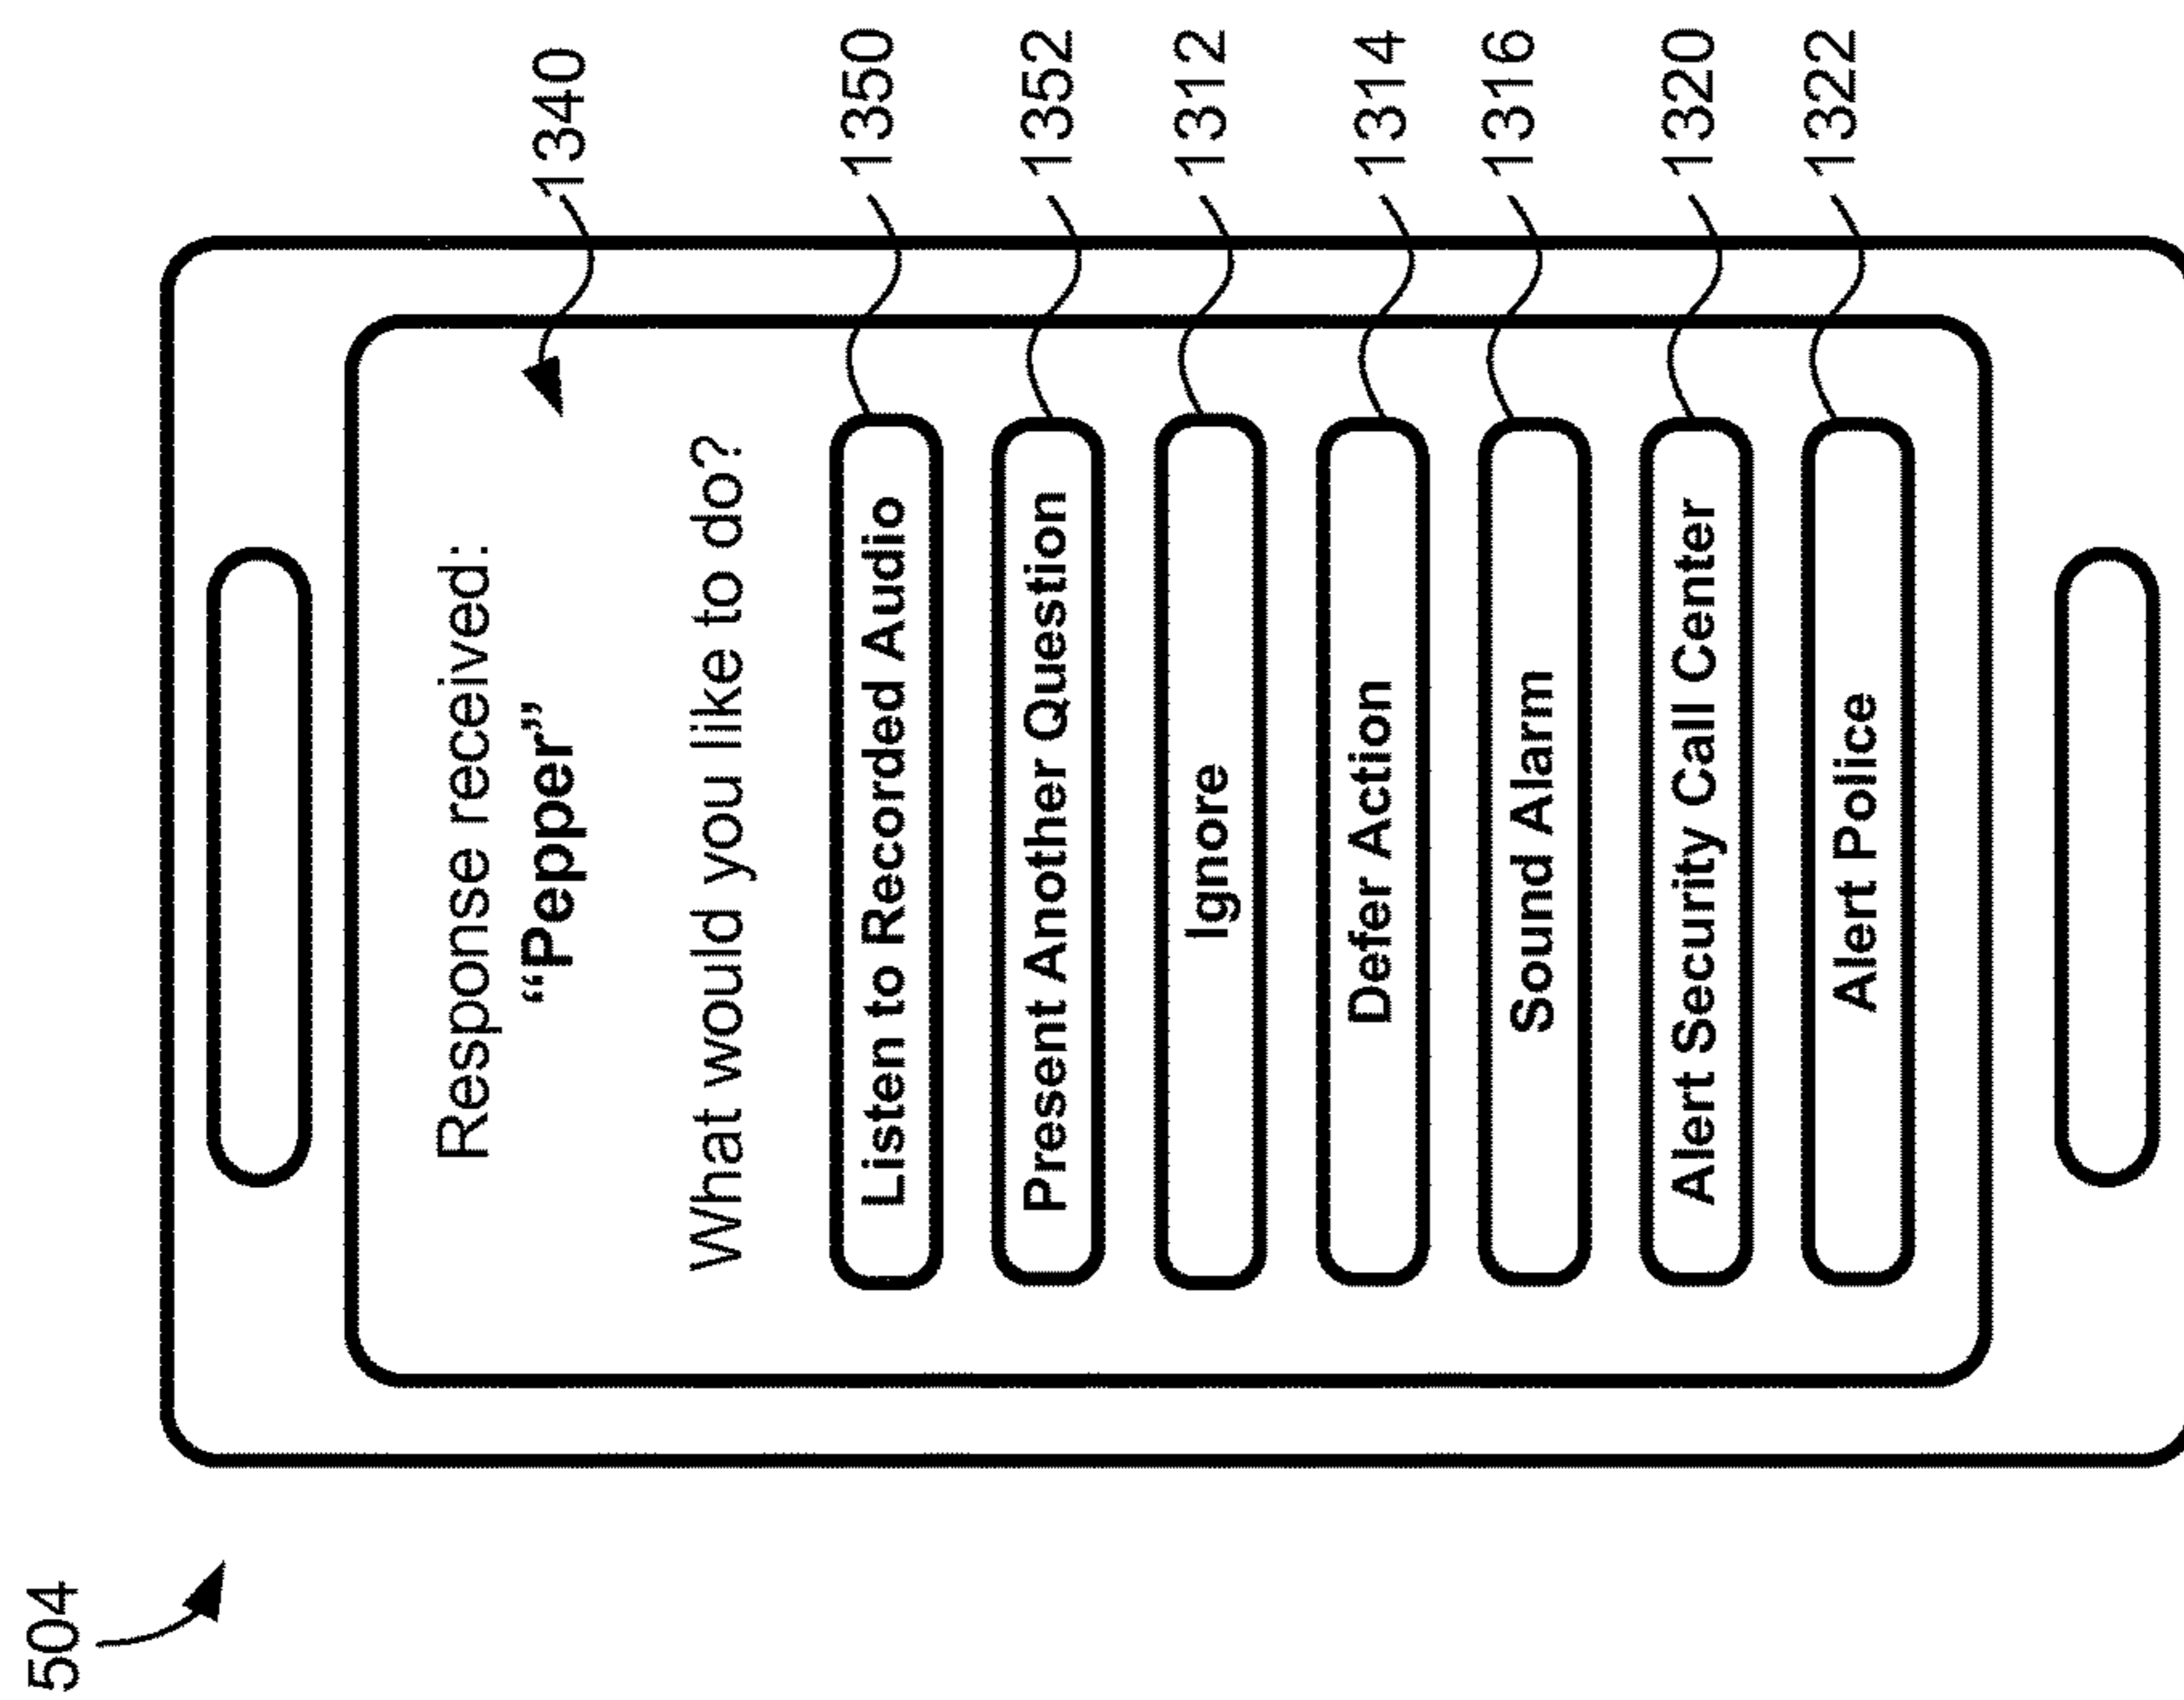 504
Response received:
“Pepper”
1340
What would you like to do?
Listen to Recorded Audio
1350
Present Another Question
1352
Ignore
1312
Defer Action
1314
Sound Alarm
1316
Alert Security Call Center
1320
Alert Police
1322